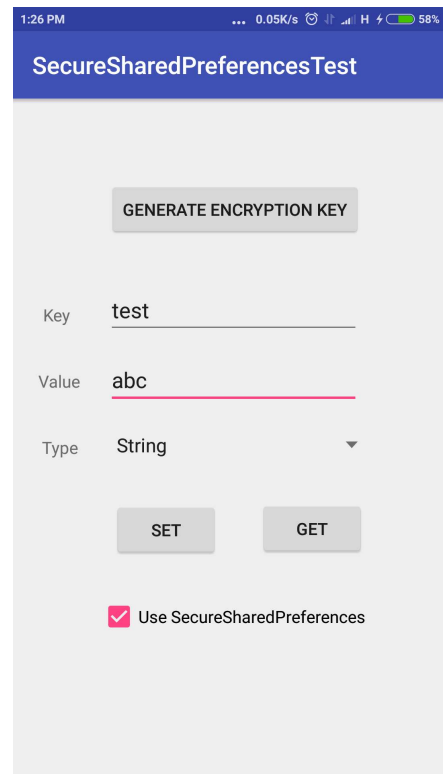 1:26 PM ... 0.05K/s H 58%
SecureSharedPreferencesTest
GENERATE ENCRYPTION KEY
Key test
Value abc
Type String
SET GET
Use SecureSharedPreferences